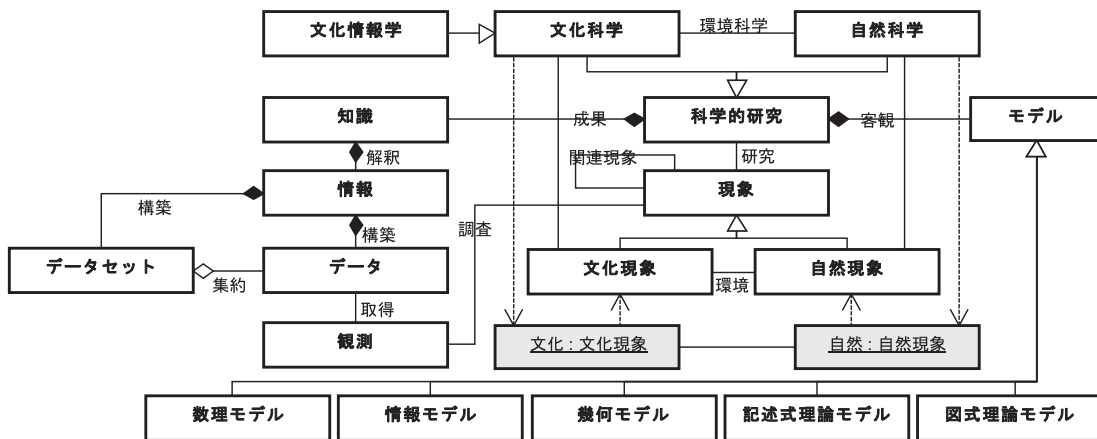 文化情報学
文化科学
環境科学
自然科学
知識
成果
科学的研究
客観
モデル
解釈
関連現象
研究
情報
現象
構築
構築
調査
データセット
集約
データ
文化現象
環境
自然現象
取得
観測
文化：文化現象
自然：自然現象
数理モデル
情報モデル
幾何モデル
記述式理論モデル
図式理論モデル